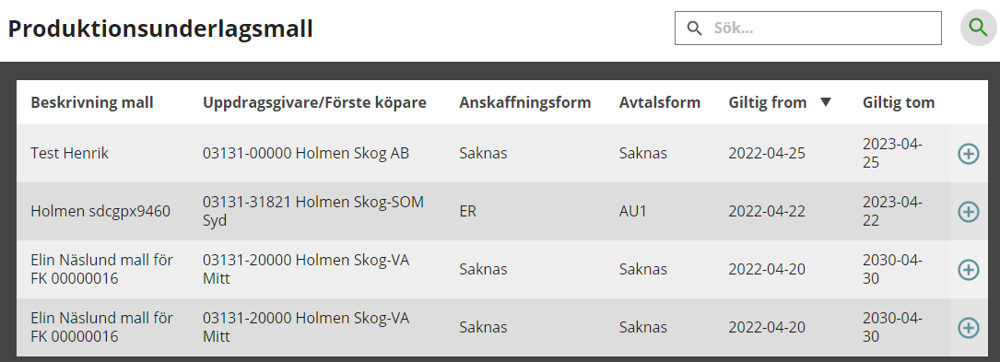 Produktionsunderlagsmall
Sök...
Beskrivning mall Uppdragsgivare/Förste köpare Anskaffningsform Avtalsform Giltig from ▼ Giltig tom
Test Henrik 03131-00000 Holmen Skog AB Saknas Saknas 2022-04-25 2023-04-
25
Holmen sdcgpx9460 03131-31821 Holmen Skog-SOM
Syd ER AU1 2022-04-22 2023-04-
22
Elin Näslund mall för
FK 00000016 03131-20000 Holmen Skog-VA
Mitt Saknas Saknas 2022-04-20 2030-04-
30
Elin Näslund mall för
FK 00000016 03131-20000 Holmen Skog-VA
Mitt Saknas Saknas 2022-04-20 2030-04-
30